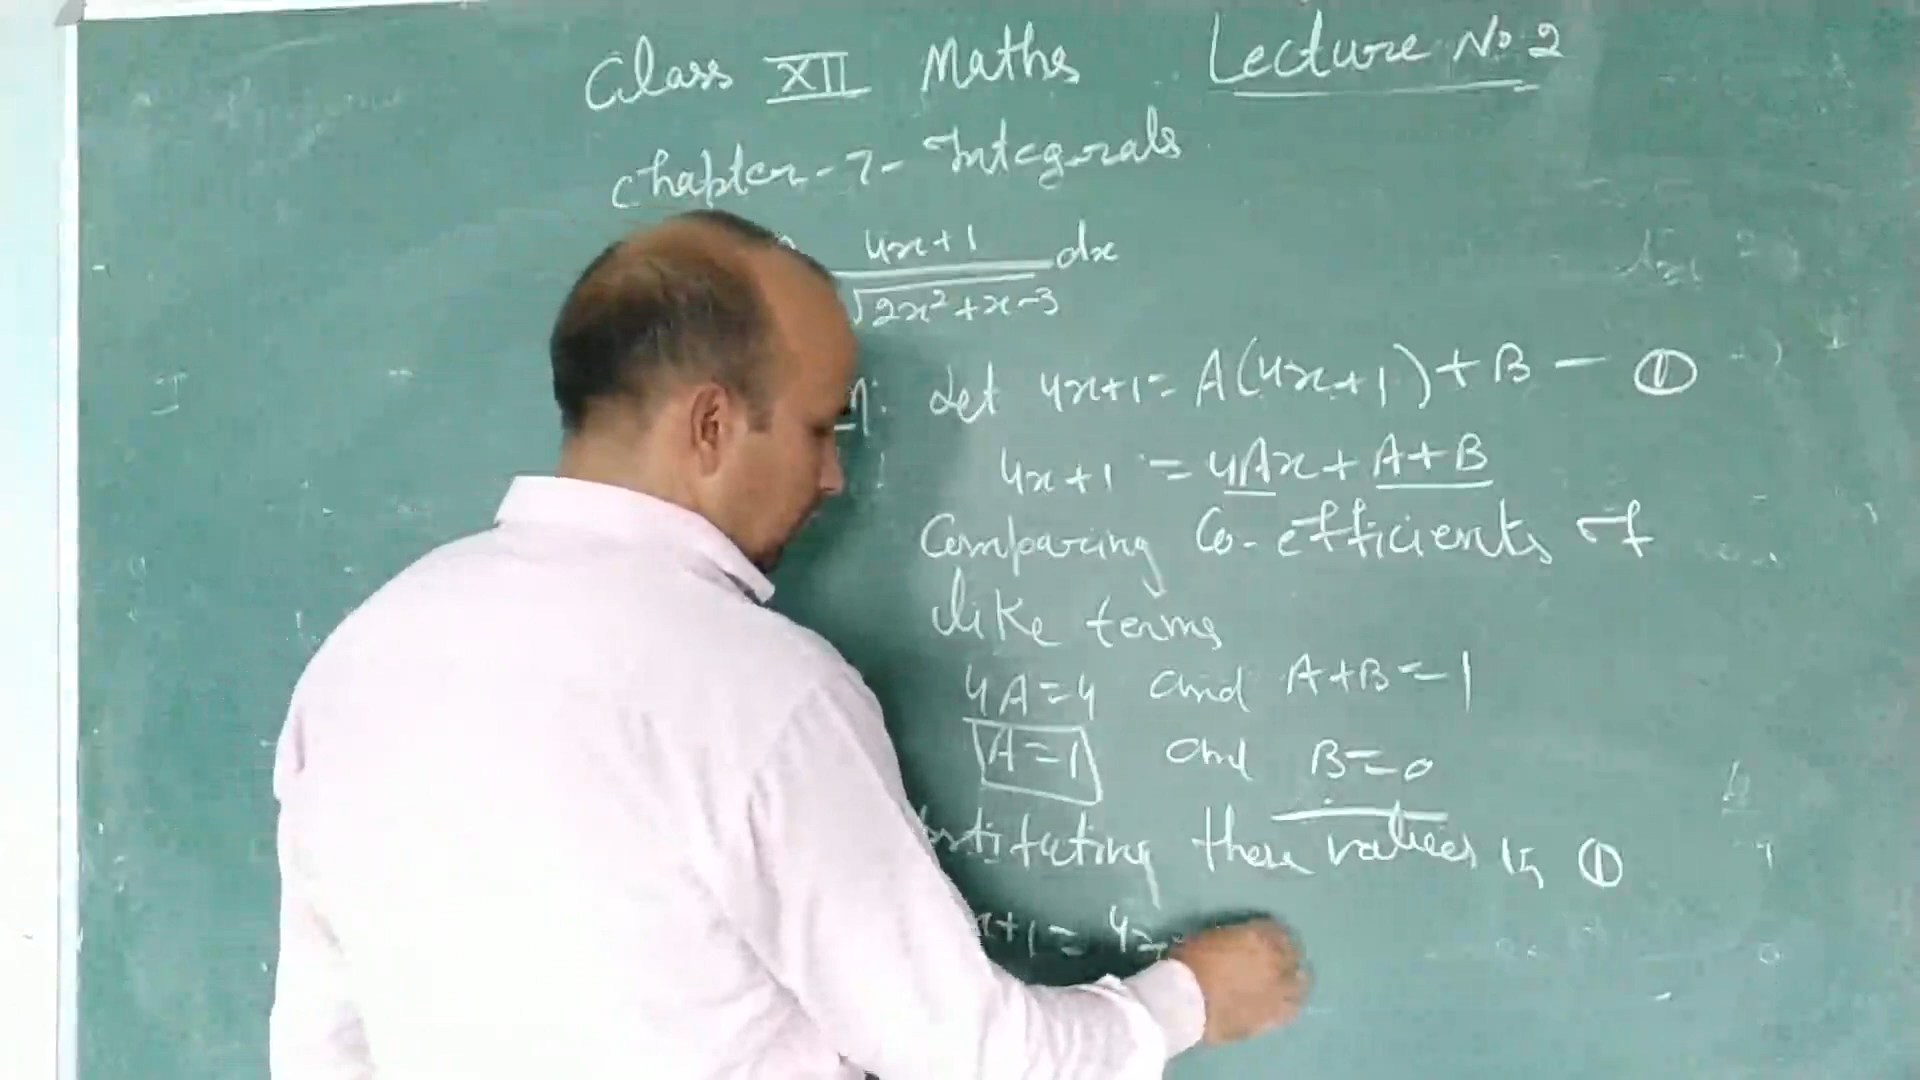 Class XII Maths Lecture No. 2
Chapter-7- Integrals
4x+1 dx
√2x²+x-3
Let 4x+1 = A(4x+1)+B — ①
4x+1 = 4Ax + A+B
Comparing Co-efficients of
like terms
4A=4 and A+B=1
A=1 and B=0
these values in ①
x+1 = 4x